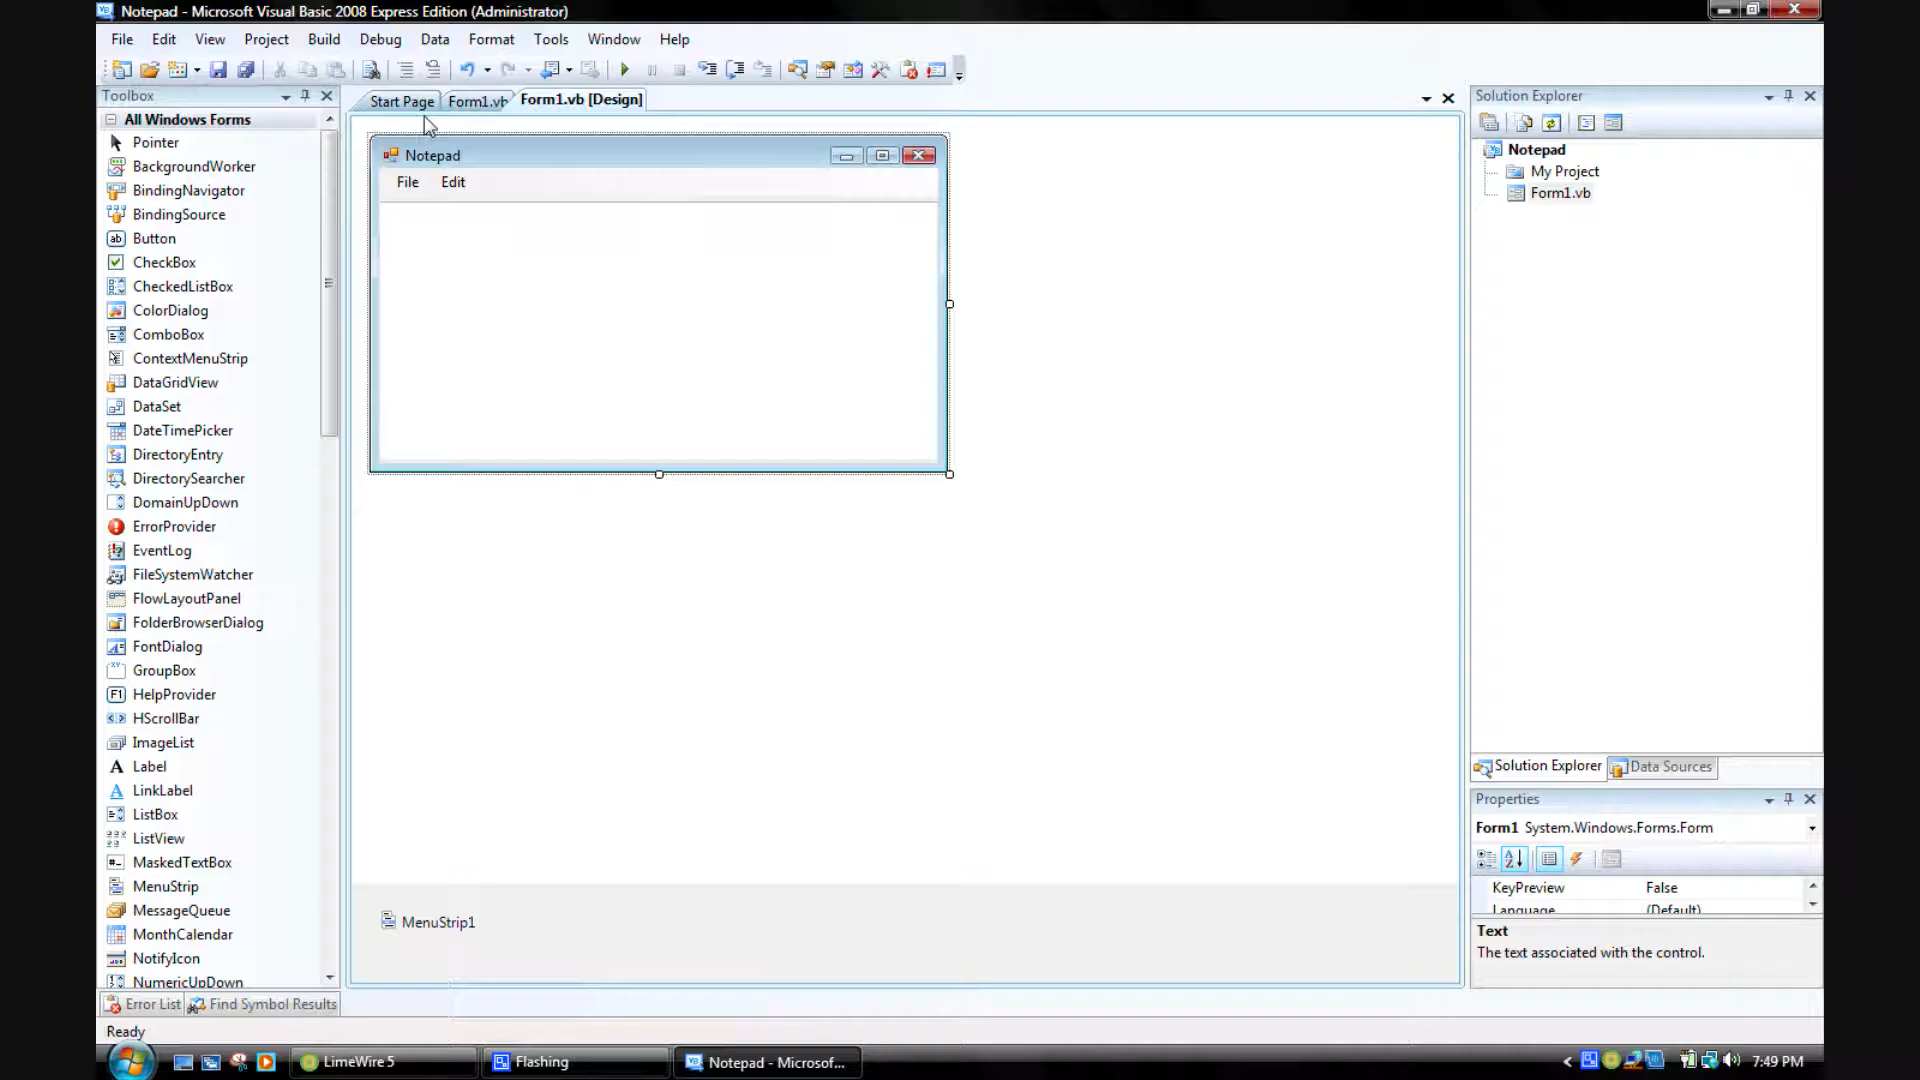 Notepad - Microsoft Visual Basic 2008 Express Edition (Administrator)
File Edit View Project Build Debug Data Format Tools Window Help
Toolbox
Start Page Form1.vb Form1.vb [Design]
Solution Explorer
All Windows Forms
Pointer
BackgroundWorker
BindingNavigator
BindingSource
Button
CheckBox
CheckedListBox
ColorDialog
ComboBox
ContextMenuStrip
DataGridView
DataSet
DateTimePicker
DirectoryEntry
DirectorySearcher
DomainUpDown
ErrorProvider
EventLog
FileSystemWatcher
FlowLayoutPanel
FolderBrowserDialog
FontDialog
GroupBox
HelpProvider
HScrollBar
ImageList
Label
LinkLabel
ListBox
ListView
MaskedTextBox
MenuStrip
MessageQueue
MonthCalendar
NotifyIcon
NumericUpDown
Error List Find Symbol Results
Notepad
File Edit
MenuStrip1
Notepad
My Project
Form1.vb
Solution Explorer Data Sources
Properties
Form1 System.Windows.Forms.Form
KeyPreview False
Language (Default)
Text
The text associated with the control.
Ready
LimeWire 5 Flashing Notepad - Microsof... 7:49 PM